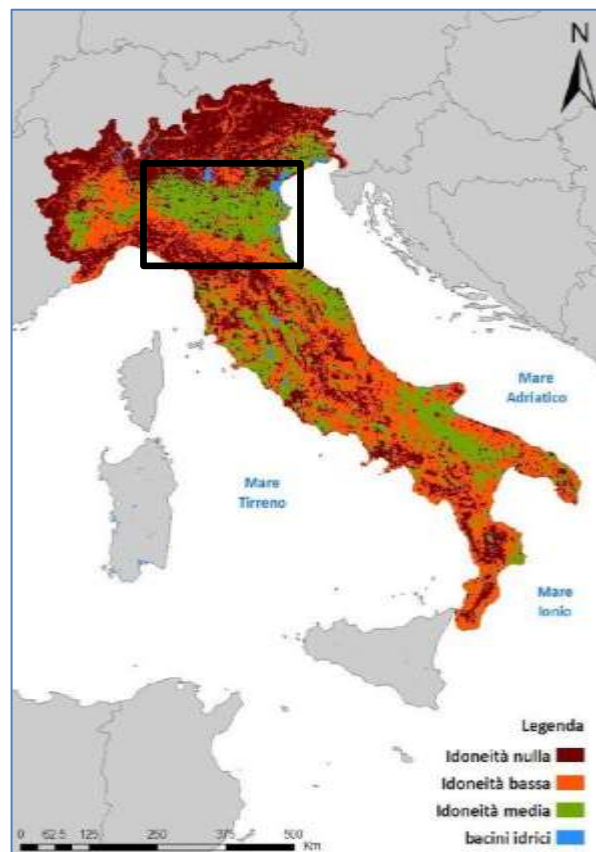 N
Mare
Adriatico
Mare
Tirreno
Mare
Ionio
Legenda
Idoneità nulla
Idoneità bassa
Idoneità media
bacini idrici
0 62.5 125 250 375 500
Km